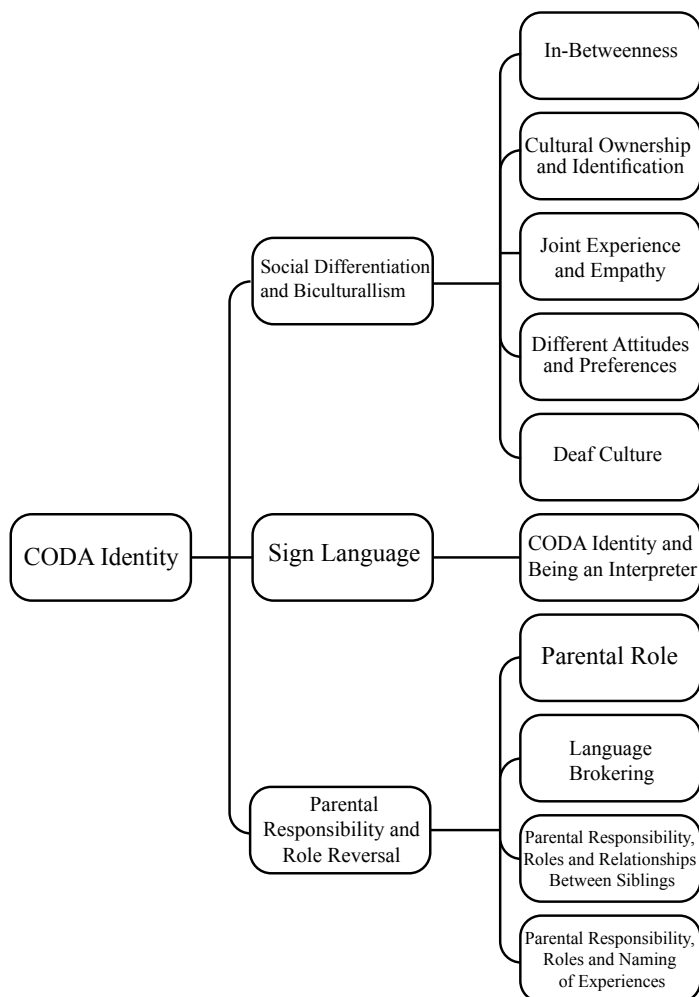 In-Betweenness
Cultural Ownership
and Identification
Joint Experience
and Empathy
Social Differentiation
and Biculturallism
Different Attitudes
and Preferences
Deaf Culture
CODA Identity
Sign Language
CODA Identity and
Being an Interpreter
Parental Role
Language
Brokering
Parental
Responsibility and
Role Reversal
Parental Responsibility,
Roles and Relationships
Between Siblings
Parental Responsibility,
Roles and Naming
of Experiences